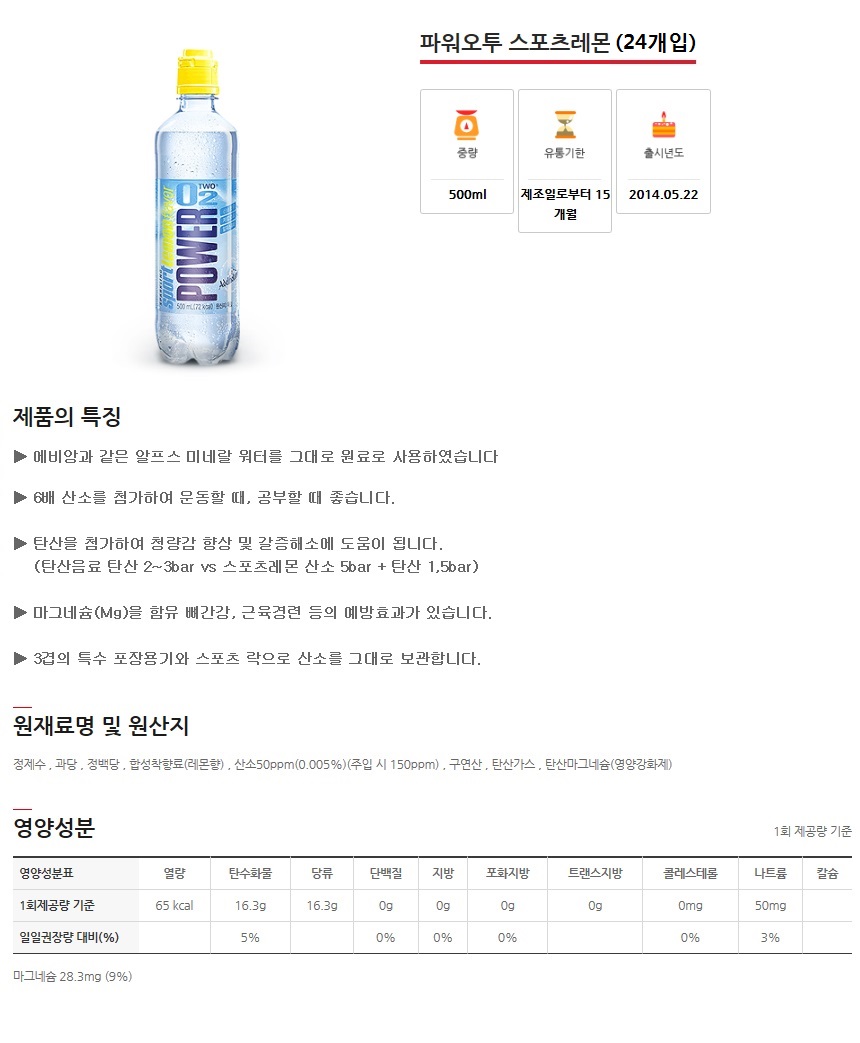 파워오투 스포츠레몬 (24개입)
중량
유통기한
출시년도
500ml
제조일로부터 15
개월
2014.05.22
O2
TWO
POWER
sport
500 mL(72 kcal)
제품의 특징
▶ 에비앙과 같은 알프스 미네랄 워터를 그대로 원료로 사용하였습니다
▶ 6배 산소를 첨가하여 운동할 때, 공부할 때 좋습니다.
▶ 탄산을 첨가하여 청량감 향상 및 갈증해소에 도움이 됩니다.
(탄산음료 탄산 2~3bar vs 스포츠레몬 산소 5bar + 탄산 1,5bar)
▶ 마그네슘(Mg)을 함유 뼈간강, 근육경련 등의 예방효과가 있습니다.
▶ 3겹의 특수 포장용기와 스포츠 락으로 산소를 그대로 보관합니다.
원재료명 및 원산지
정제수 , 과당 , 정백당 , 합성착향료(레몬향) , 산소50ppm(0.005%)(주입 시 150ppm) , 구연산 , 탄산가스 , 탄산마그네슘(영양강화제)
영양성분
1회 제공량 기준
영양성분표 열량 탄수화물 당류 단백질 지방 포화지방 트랜스지방 콜레스테롤 나트륨 칼슘
1회제공량 기준 65 kcal 16.3g 16.3g 0g 0g 0g 0g 0mg 50mg
일일권장량 대비(%) 5% 0% 0% 0% 0% 3%
마그네슘 28.3mg (9%)